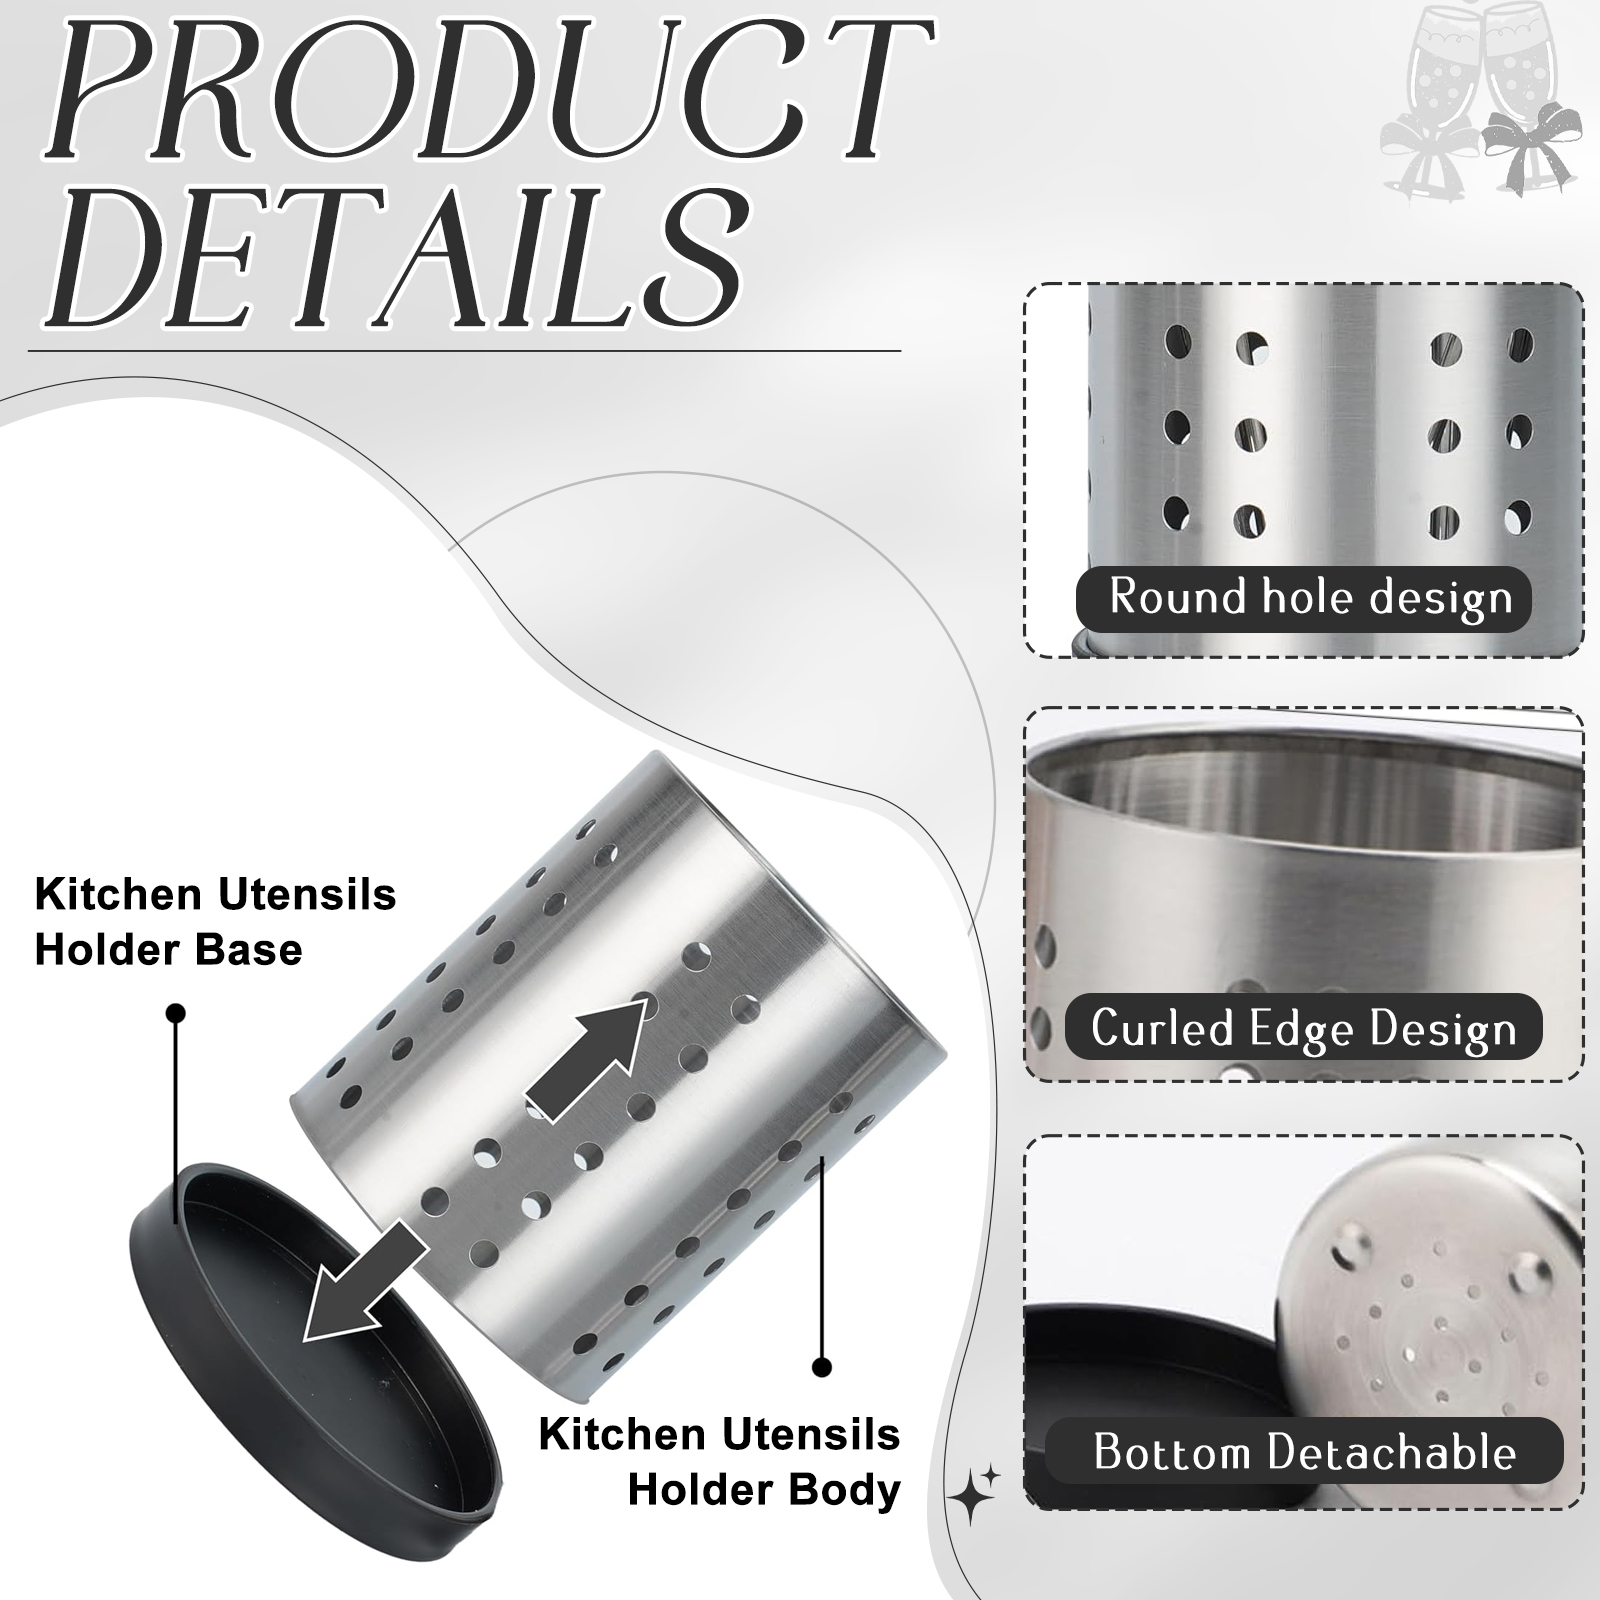 PRODUCT
DETAILS
Round hole design
Curled Edge Design
Kitchen Utensils
Holder Base
Kitchen Utensils
Holder Body
Bottom Detachable